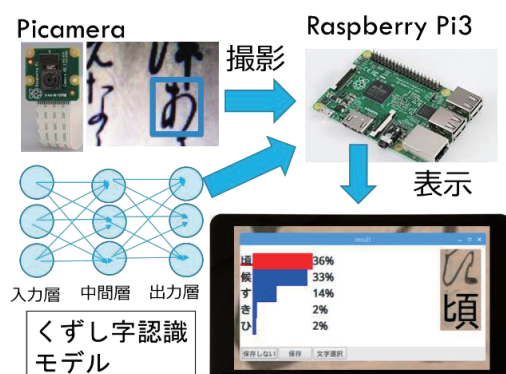 Picamera
Raspberry Pi3
撮影
お
表示
入力層 中間層 出力層
くずし字認識
モデル
result
頃 36%
候 33%
す 14%
き 2%
ひ 2%
頃
保存しない 保存 文字選択